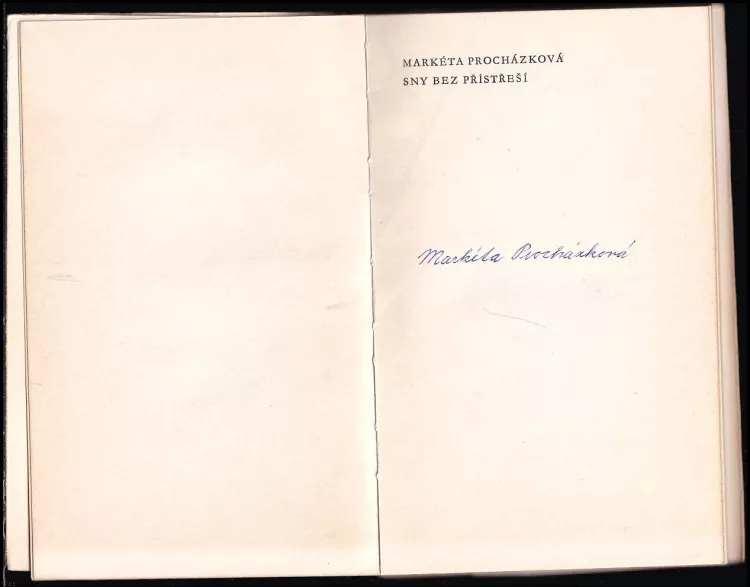 MARKÉTA PROCHÁZKOVÁ
SNY BEZ PŘÍSTŘEŠÍ
Markéta Procházková